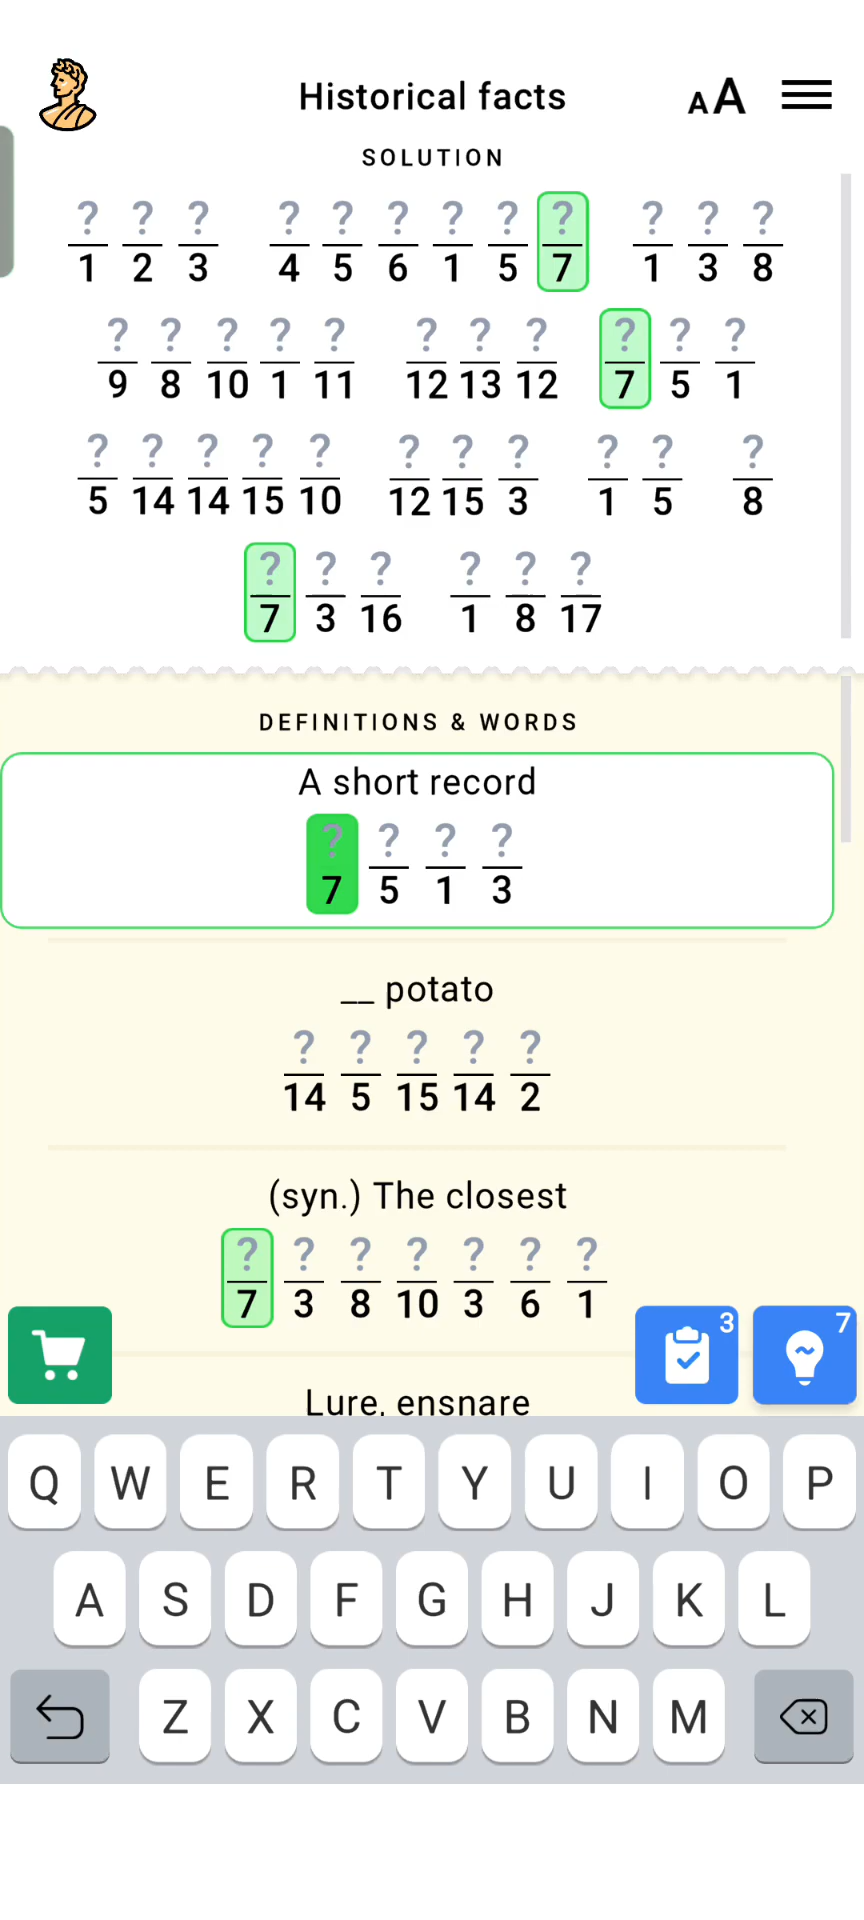 Historical facts AA
SOLUTION
? ? ? ? ? ? ? ? ? ? ? ?
1 2 3 4 5 6 1 5 7 1 3 8
? ? ? ? ? ? ? ? ? ? ?
9 8 10 1 11 12 13 12 7 5 1
? ? ? ? ? ? ? ? ? ? ?
5 14 14 15 10 12 15 3 1 5 8
? ? ? ? ? ?
7 3 16 1 8 17
DEFINITIONS & WORDS
A short record
? ? ? ?
7 5 1 3
__ potato
? ? ? ? ?
14 5 15 14 2
(syn.) The closest
? ? ? ? ? ? ?
7 3 8 10 3 6 1
3 7
Lure, ensnare
Q W E R T Y U I O P
A S D F G H J K L
Z X C V B N M